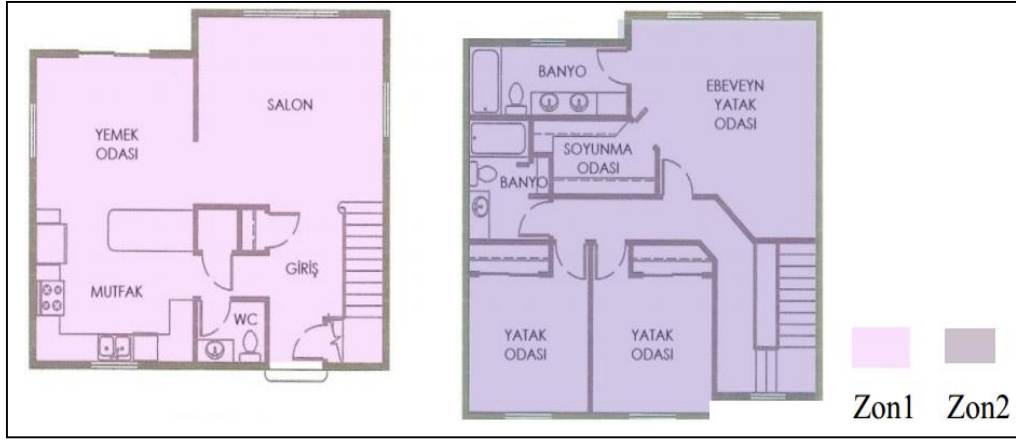 SALON
YEMEK
ODASI
GİRİŞ
MUTFAK
WC
BANYO
EBEVEYN
YATAK
ODASI
SOYUNMA
ODASI
BANYO
YATAK
ODASI
YATAK
ODASI
Zon1 Zon2